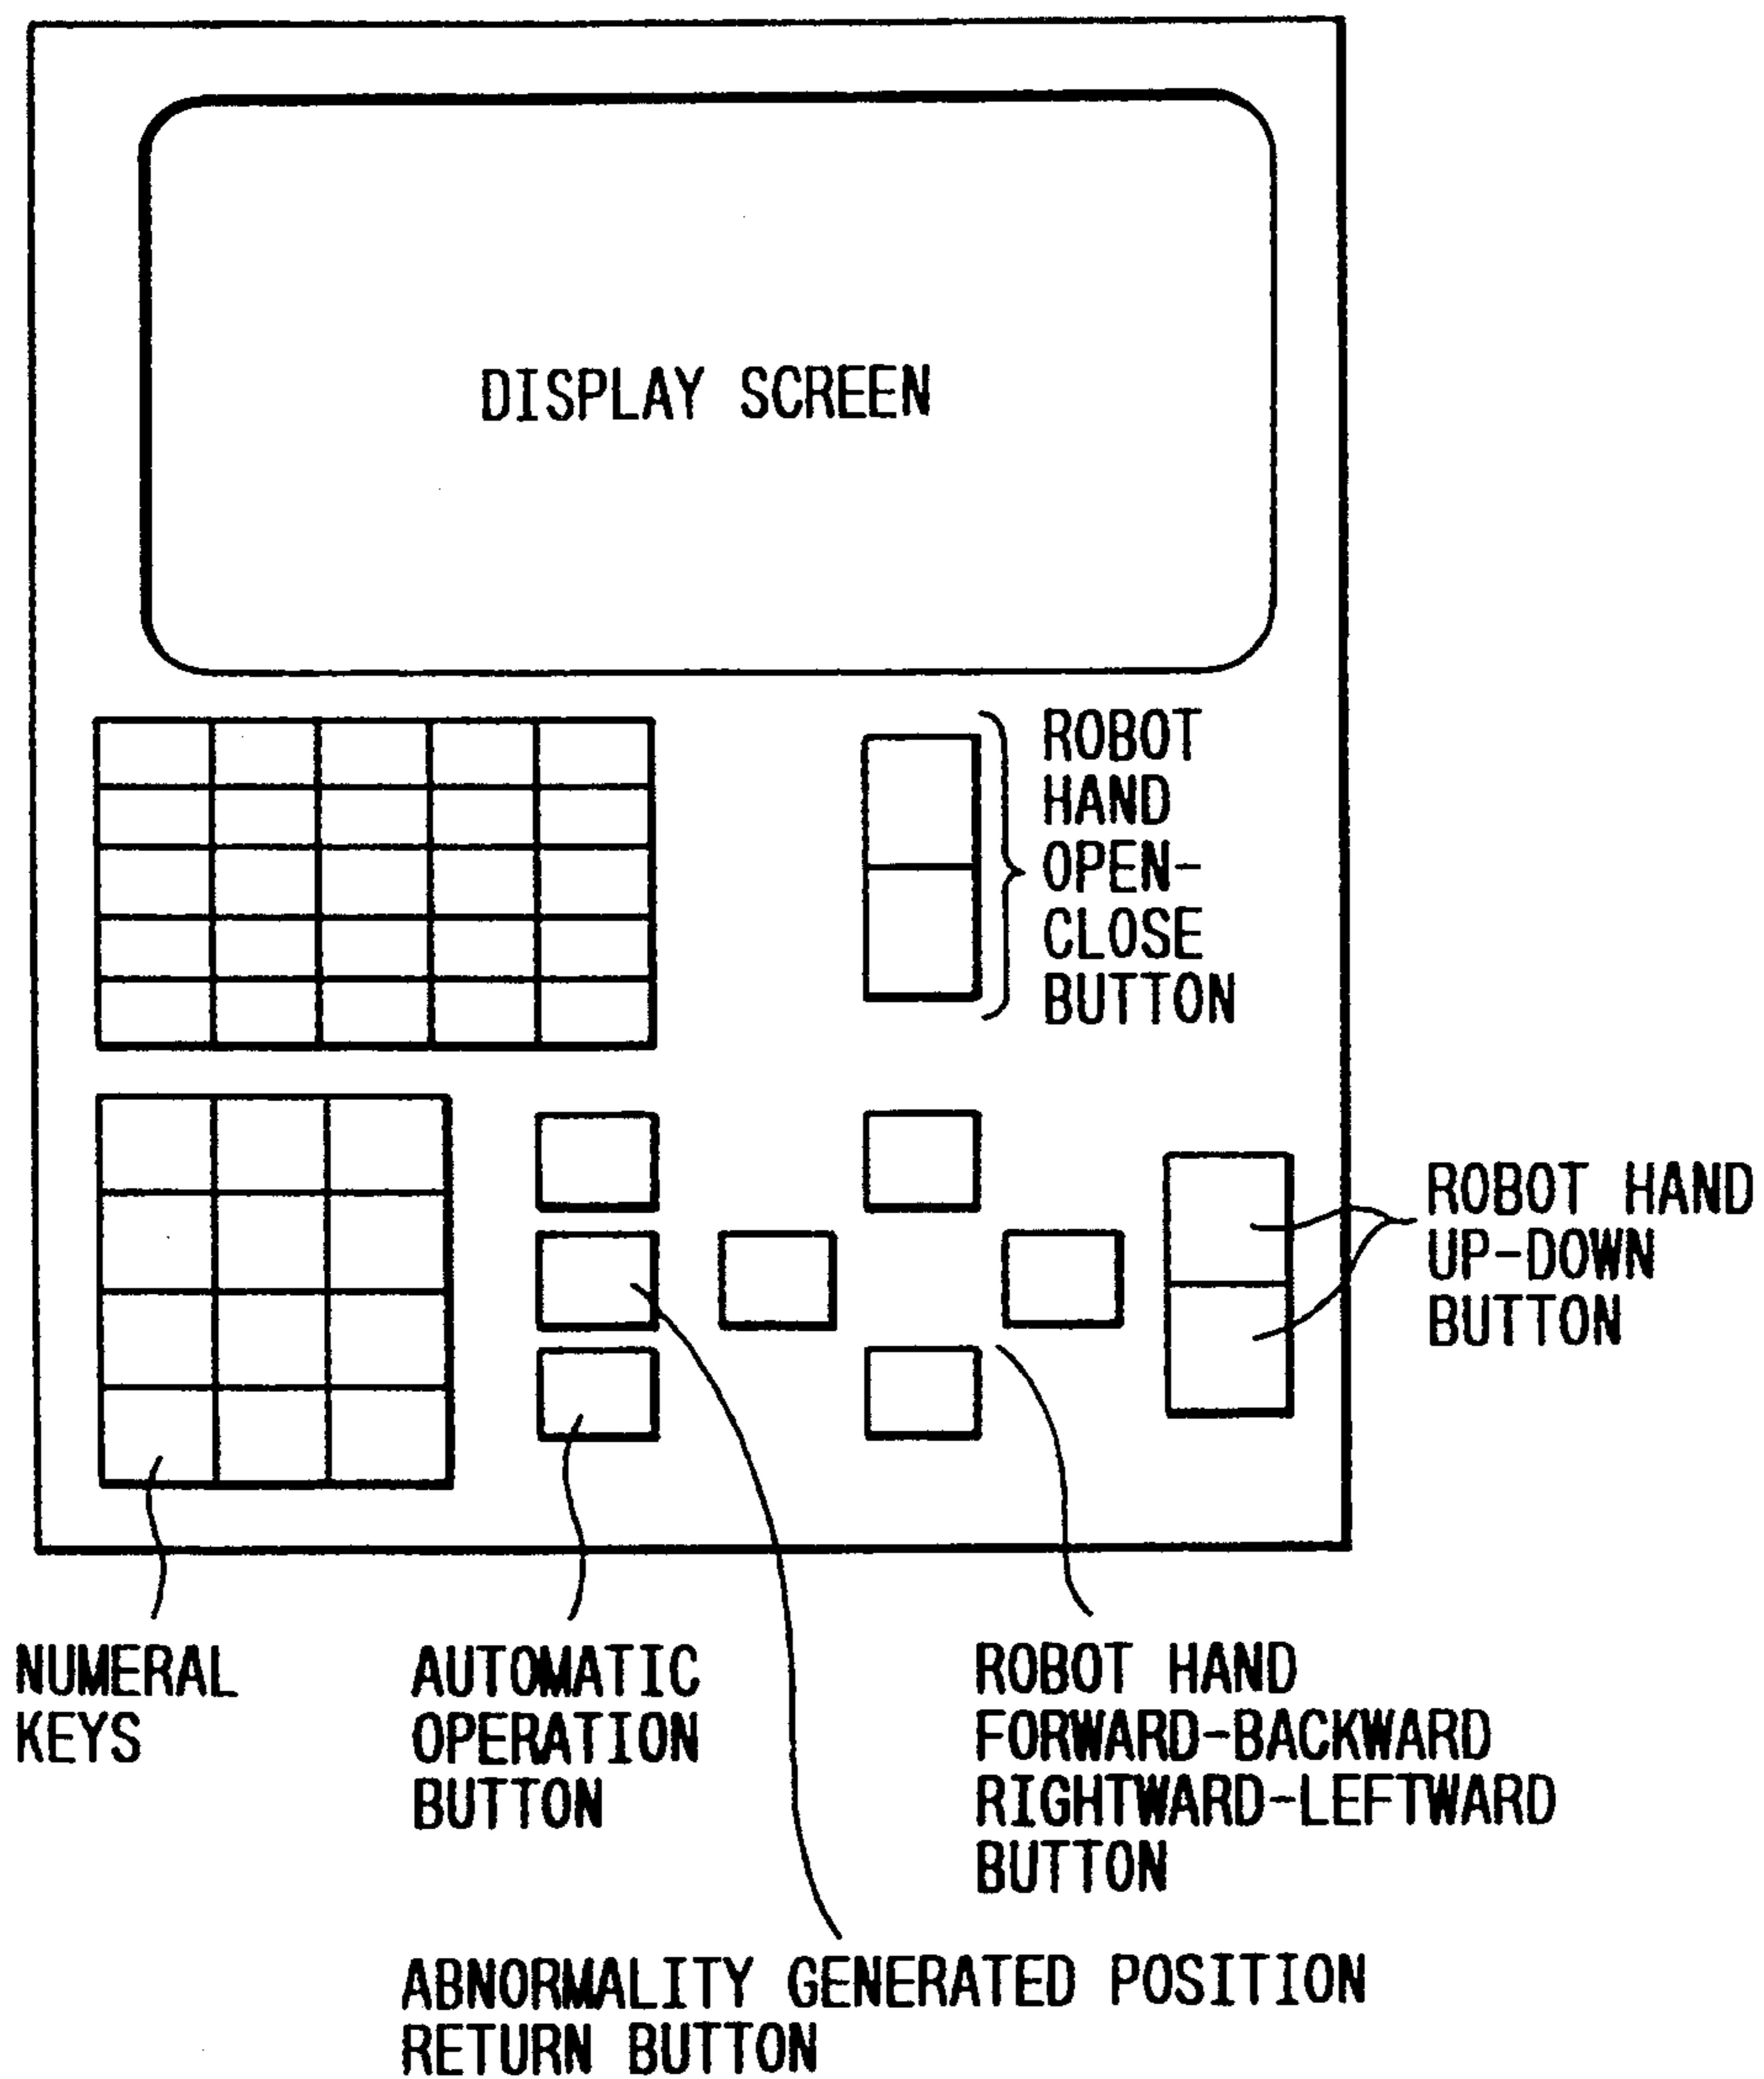 DISPLAY SCREEN
ROBOT
HAND
OPEN-
CLOSE
BUTTON
ROBOT HAND
UP-DOWN
BUTTON
NUMERAL
KEYS
AUTOMATIC
OPERATION
BUTTON
ROBOT HAND
FORWARD-BACKWARD
RIGHTWARD-LEFTWARD
BUTTON
ABNORMALITY GENERATED POSITION
RETURN BUTTON